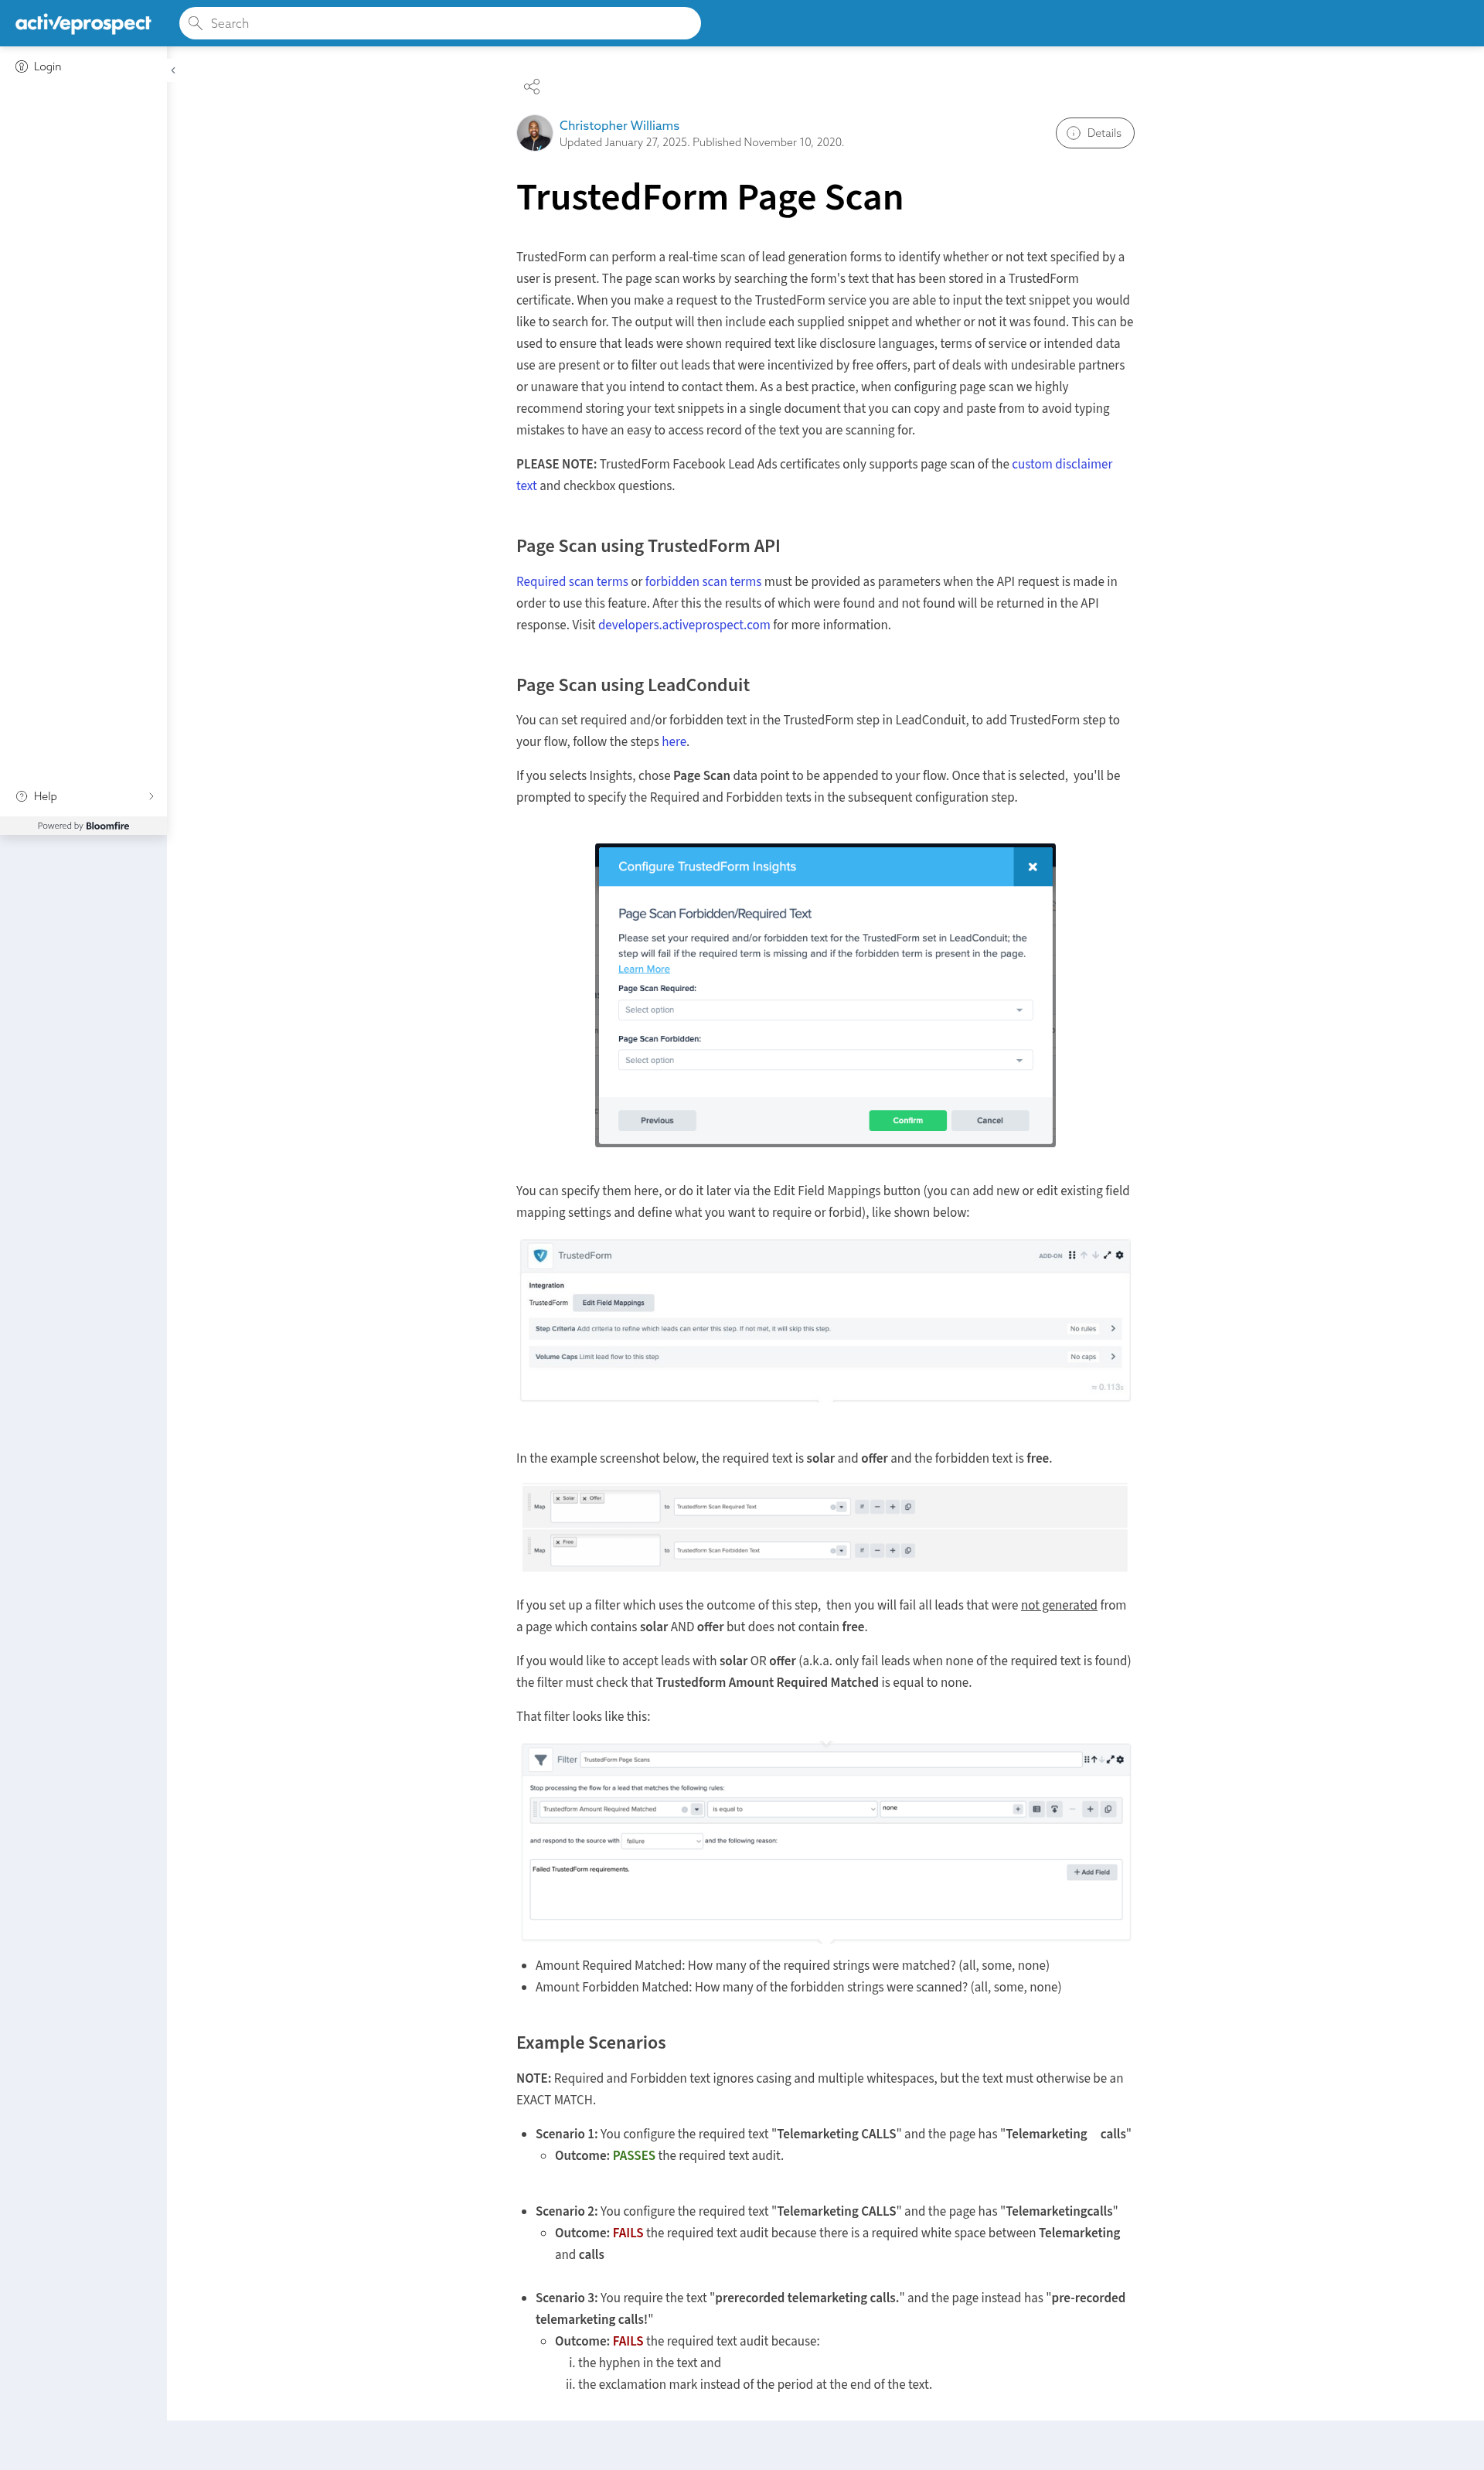 activeprospect
Search
Login
Christopher Williams
Updated January 27, 2025. Published November 10, 2020.
Details
TrustedForm Page Scan
TrustedForm can perform a real-time scan of lead generation forms to identify whether or not text specified by a
user is present. The page scan works by searching the form's text that has been stored in a TrustedForm
certificate. When you make a request to the TrustedForm service you are able to input the text snippet you would
like to search for. The output will then include each supplied snippet and whether or not it was found. This can be
used to ensure that leads were shown required text like disclosure languages, terms of service or intended data
use are present or to filter out leads that were incentivized by free offers, part of deals with undesirable partners
or unaware that you intend to contact them. As a best practice, when configuring page scan we highly
recommend storing your text snippets in a single document that you can copy and paste from to avoid typing
mistakes to have an easy to access record of the text you are scanning for.
PLEASE NOTE: TrustedForm Facebook Lead Ads certificates only supports page scan of the custom disclaimer
text and checkbox questions.
Page Scan using TrustedForm API
Required scan terms or forbidden scan terms must be provided as parameters when the API request is made in
order to use this feature. After this the results of which were found and not found will be returned in the API
response. Visit developers.activeprospect.com for more information.
Page Scan using LeadConduit
You can set required and/or forbidden text in the TrustedForm step in LeadConduit, to add TrustedForm step to
your flow, follow the steps here.
If you selects Insights, chose Page Scan data point to be appended to your flow. Once that is selected,  you'll be
prompted to specify the Required and Forbidden texts in the subsequent configuration step.
Help
Powered by Bloomfire
Configure TrustedForm Insights
Page Scan Forbidden/Required Text
Please set your required and/or forbidden text for the TrustedForm set in LeadConduit; the
step will fail if the required term is missing and if the forbidden term is present in the page.
Learn More
Page Scan Required:
Select option
Page Scan Forbidden:
Select option
Previous Confirm Cancel
You can specify them here, or do it later via the Edit Field Mappings button (you can add new or edit existing field
mapping settings and define what you want to require or forbid), like shown below:
TrustedForm ADD-ON
Integration
TrustedForm Edit Field Mappings
Step Criteria Add criteria to refine which leads can enter this step. If not met, it will skip this step. No rules
Volume Caps Limit lead flow to this step No caps
≈ 0.113s
In the example screenshot below, the required text is solar and offer and the forbidden text is free.
Map × Solar × Offer to Trustedform Scan Required Text if − +
Map × Free to Trustedform Scan Forbidden Text if − +
If you set up a filter which uses the outcome of this step,  then you will fail all leads that were not generated from
a page which contains solar AND offer but does not contain free.
If you would like to accept leads with solar OR offer (a.k.a. only fail leads when none of the required text is found)
the filter must check that Trustedform Amount Required Matched is equal to none.
That filter looks like this:
Filter TrustedForm Page Scans
Stop processing the flow for a lead that matches the following rules:
Trustedform Amount Required Matched is equal to none
and respond to the source with failure and the following reason:
Failed TrustedForm requirements. + Add Field
• Amount Required Matched: How many of the required strings were matched? (all, some, none)
• Amount Forbidden Matched: How many of the forbidden strings were scanned? (all, some, none)
Example Scenarios
NOTE: Required and Forbidden text ignores casing and multiple whitespaces, but the text must otherwise be an
EXACT MATCH.
• Scenario 1: You configure the required text "Telemarketing CALLS" and the page has "Telemarketing    calls"
◦ Outcome: PASSES the required text audit.
• Scenario 2: You configure the required text "Telemarketing CALLS" and the page has "Telemarketingcalls"
◦ Outcome: FAILS the required text audit because there is a required white space between Telemarketing
and calls
• Scenario 3: You require the text "prerecorded telemarketing calls." and the page instead has "pre-recorded
telemarketing calls!"
◦ Outcome: FAILS the required text audit because:
i. the hyphen in the text and
ii. the exclamation mark instead of the period at the end of the text.